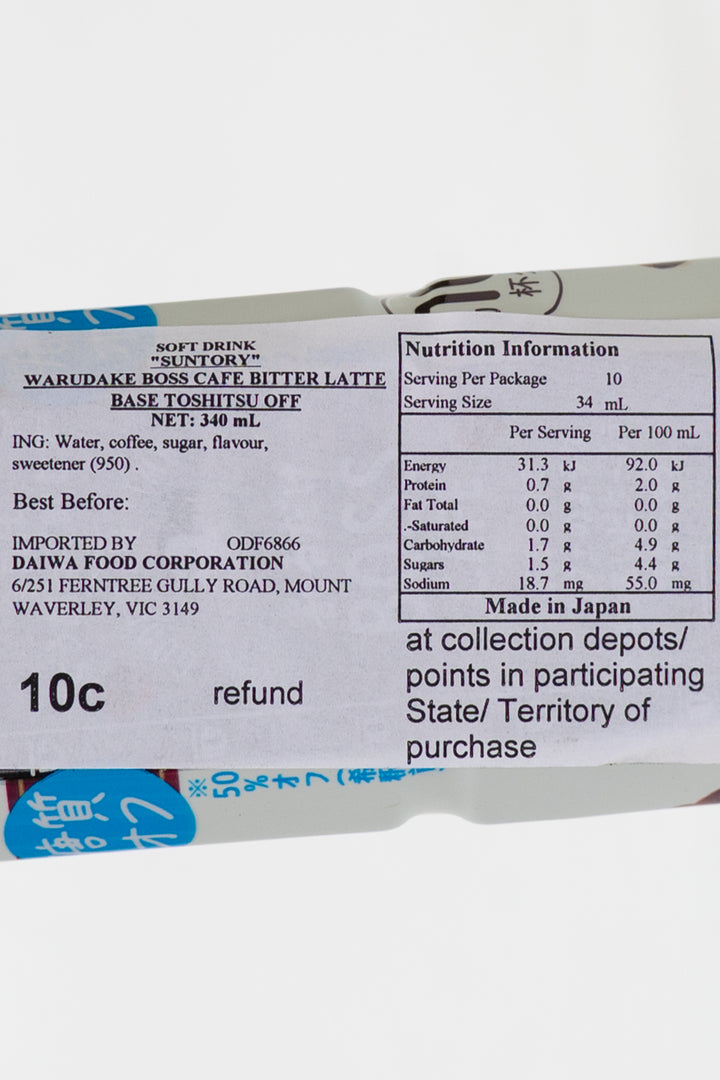 杯
SOFT DRINK
"SUNTORY"
WARUDAKE BOSS CAFE BITTER LATTE
BASE TOSHITSU OFF
NET: 340 mL
ING: Water, coffee, sugar, flavour,
sweetener (950) .
Best Before:
IMPORTED BY ODF6866
DAIWA FOOD CORPORATION
6/251 FERNTREE GULLY ROAD, MOUNT
WAVERLEY, VIC 3149
10c refund
Nutrition Information
Serving Per Package 10
Serving Size 34 mL
Per Serving Per 100 mL
Energy 31.3 kJ 92.0 kJ
Protein 0.7 g 2.0 g
Fat Total 0.0 g 0.0 g
.-Saturated 0.0 g 0.0 g
Carbohydrate 1.7 g 4.9 g
Sugars 1.5 g 4.4 g
Sodium 18.7 mg 55.0 mg
Made in Japan
at collection depots/
points in participating
State/ Territory of
purchase
質
オフ
※50%オフ